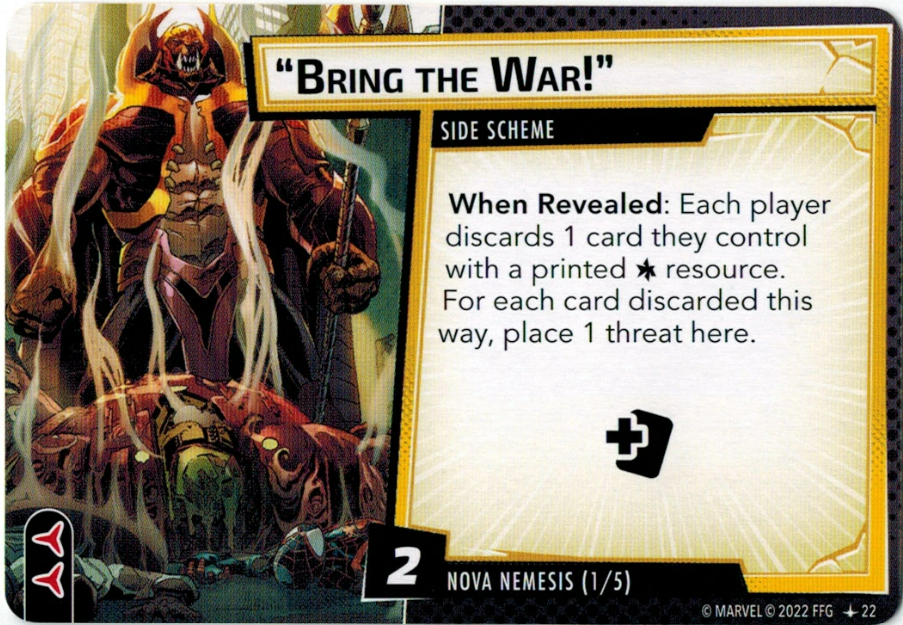 “BRING THE WAR!”
SIDE SCHEME
When Revealed: Each player
discards 1 card they control
with a printed resource.
For each card discarded this
way, place 1 threat here.
2
NOVA NEMESIS (1/5)
© MARVEL © 2022 FFG 22